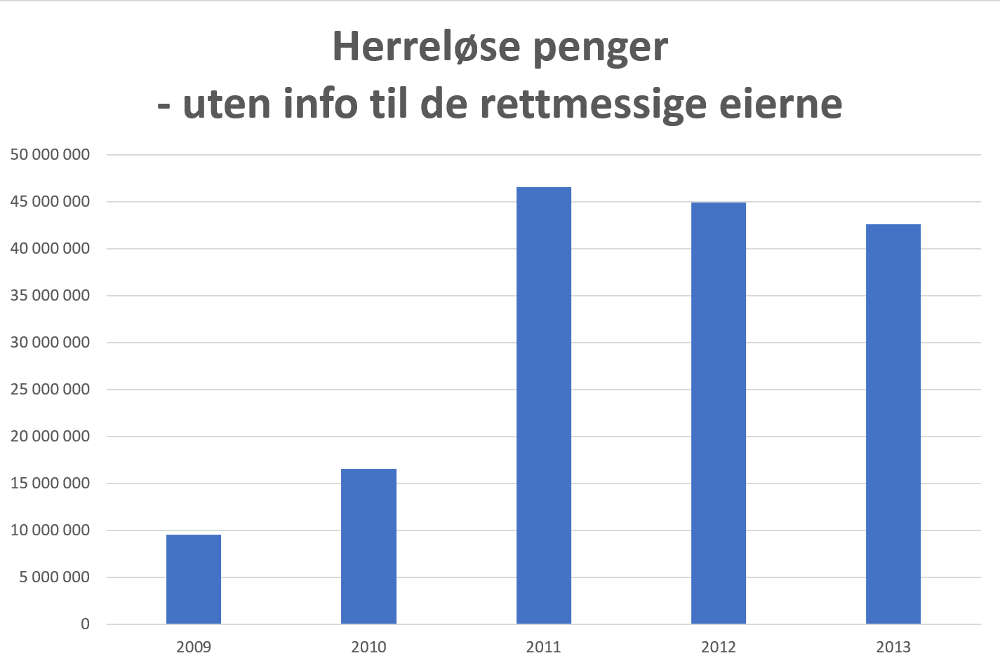 Herreløse penger
- uten info til de rettmessige eierne
50 000 000
45 000 000
40 000 000
35 000 000
30 000 000
25 000 000
20 000 000
15 000 000
10 000 000
5 000 000
0
2009 2010 2011 2012 2013